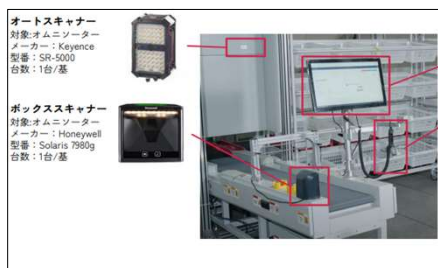 オートスキャナー
対象:オムニソーター
メーカー：Keyence
型番：SR-5000
台数：1台/基
ボックススキャナー
対象:オムニソーター
メーカー：Honeywell
型番：Solaris 7980g
台数：1台/基